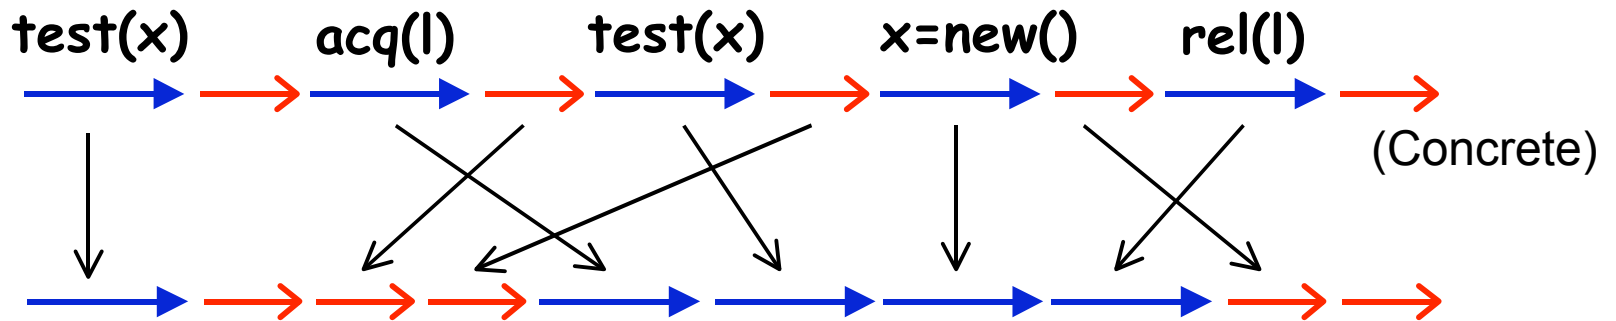 test(x) acq(l) test(x) x=new() rel(l)
(Concrete)